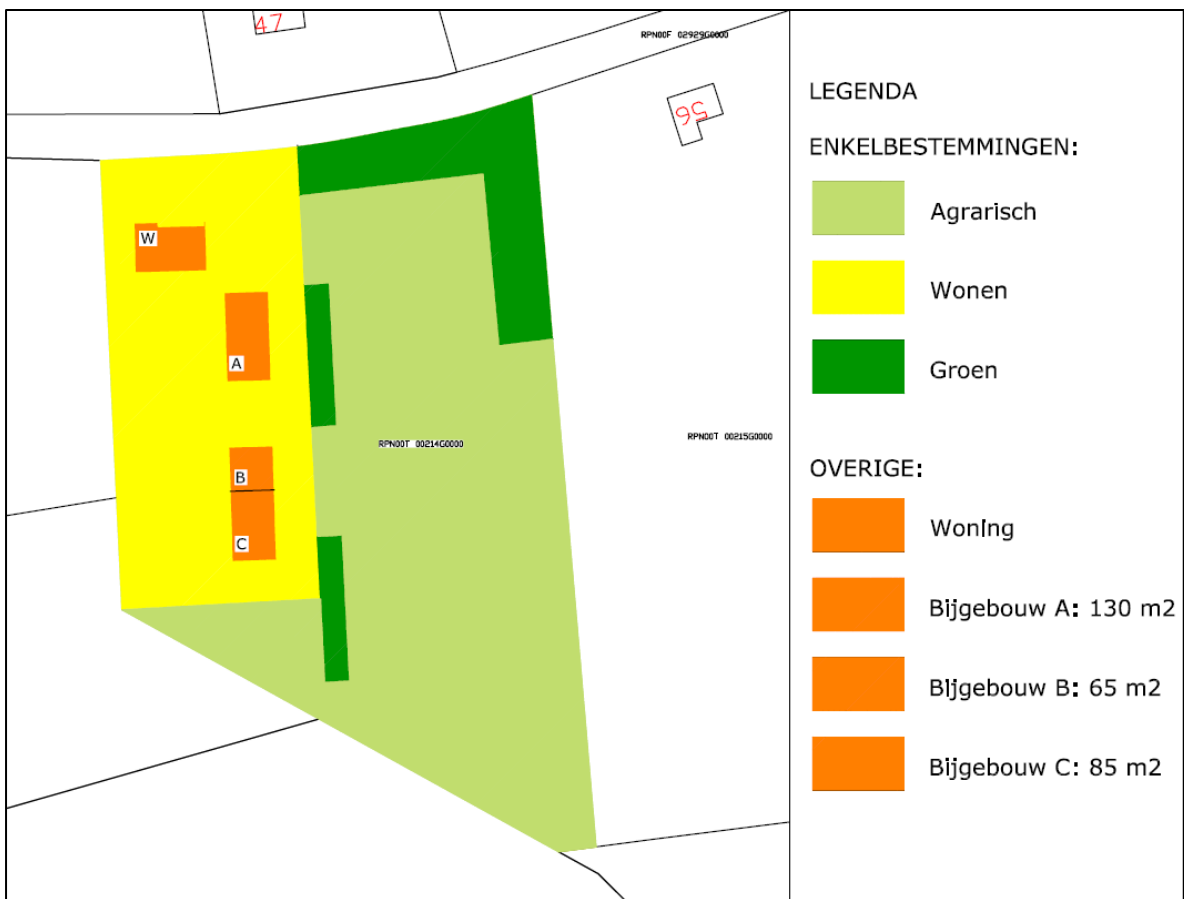 47
RPN00F 02929G0000
56
W
A
B
C
RPN00T 00214G0000
RPN00T 00215G0000
LEGENDA
ENKELBESTEMMINGEN:
Agrarisch
Wonen
Groen
OVERIGE:
Woning
Bijgebouw A: 130 m2
Bijgebouw B: 65 m2
Bijgebouw C: 85 m2